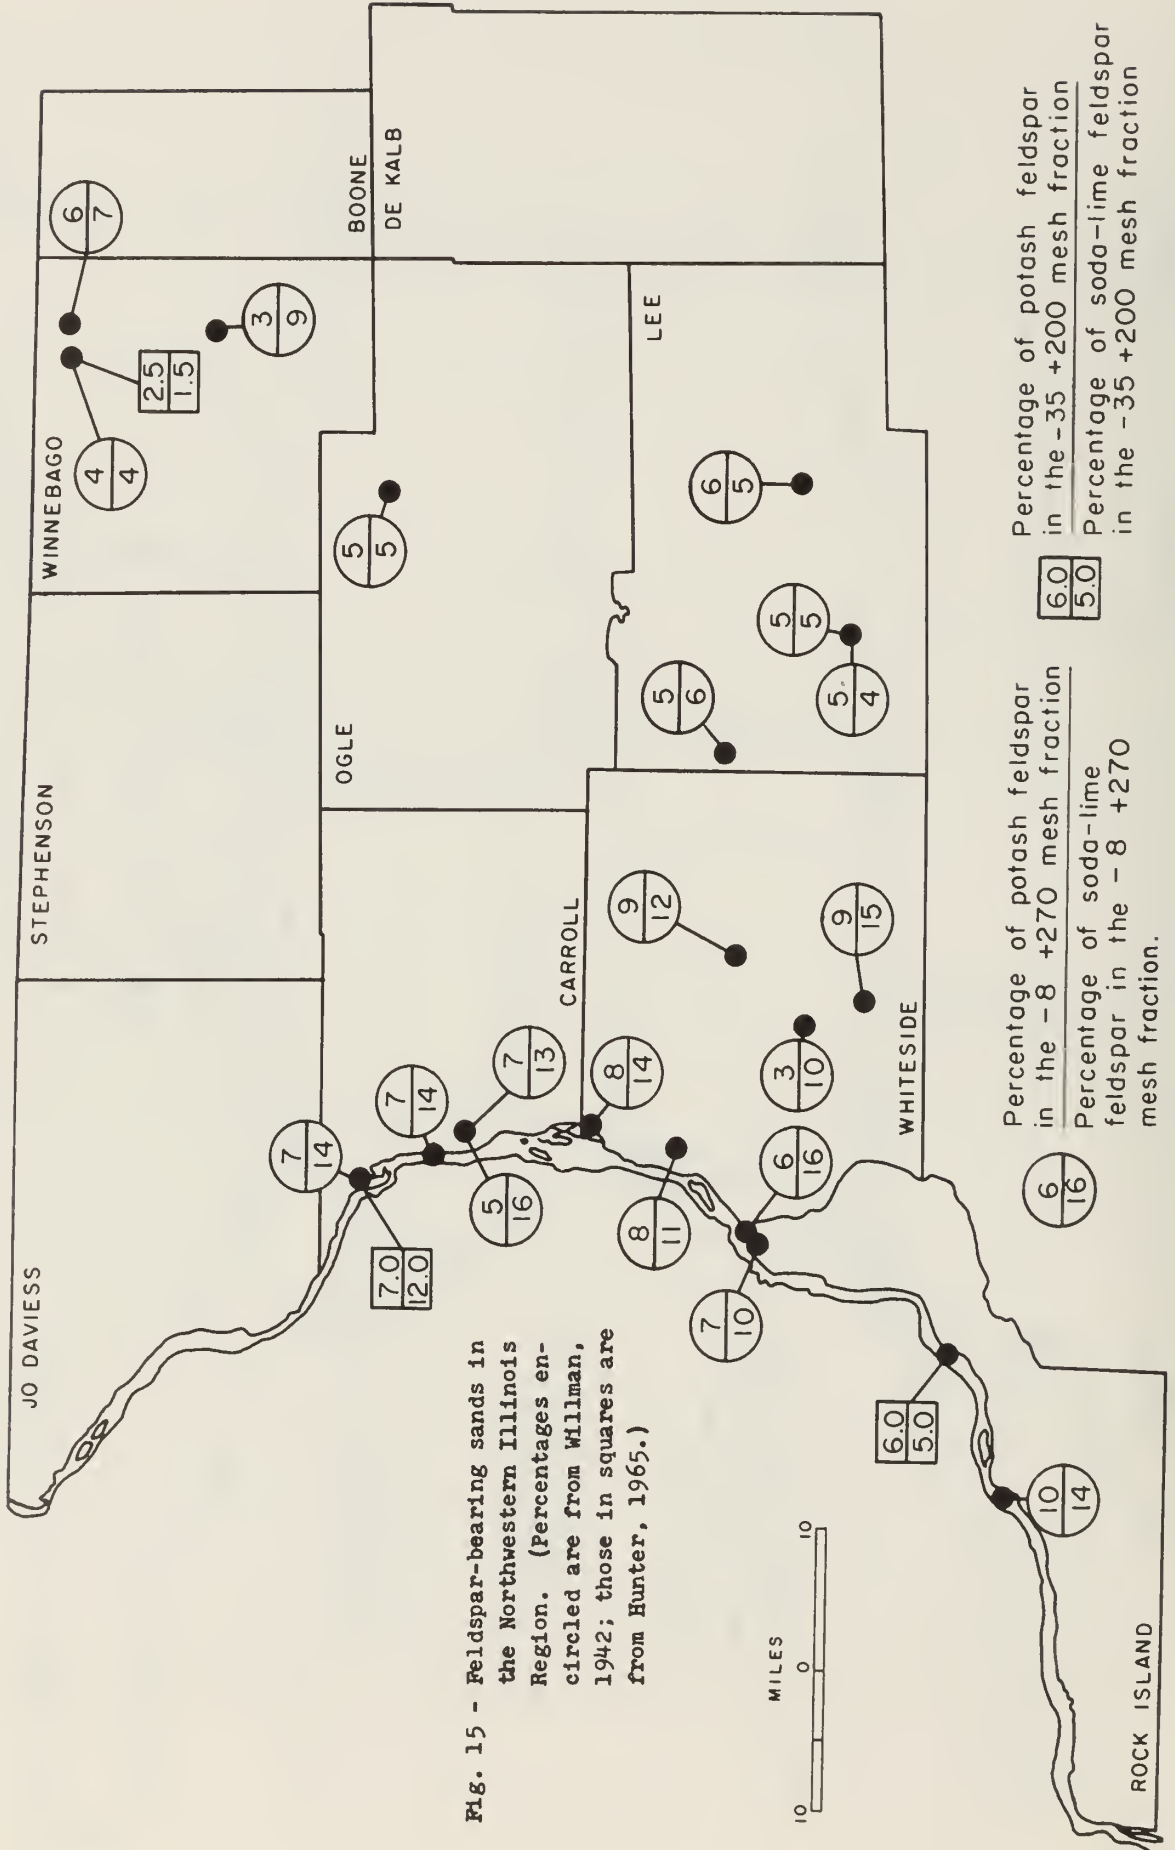 JO DAVIESS
STEPHENSON
WINNEBAGO
BOONE
DE KALB
OGLE
CARROLL
LEE
WHITESIDE
ROCK ISLAND
6
7
4
4
2.5
1.5
3
9
5
5
7
14
7.0
12.0
7
14
7
13
5
16
8
14
8
11
9
12
9
15
3
10
6
16
7
10
5
6
6
5
5
5
5
4
6.0
5.0
10
14
Fig. 15 - Feldspar-bearing sands in
the Northwestern Illinois
Region. (Percentages en-
circled are from Willman,
1942; those in squares are
from Hunter, 1965.)
MILES
10 0 10
6
16
Percentage of potash feldspar
in the -8 +270 mesh fraction
Percentage of soda-lime
feldspar in the -8 +270
mesh fraction.
6.0
5.0
Percentage of potash feldspar
in the -35 +200 mesh fraction
Percentage of soda-lime feldspar
in the -35 +200 mesh fraction